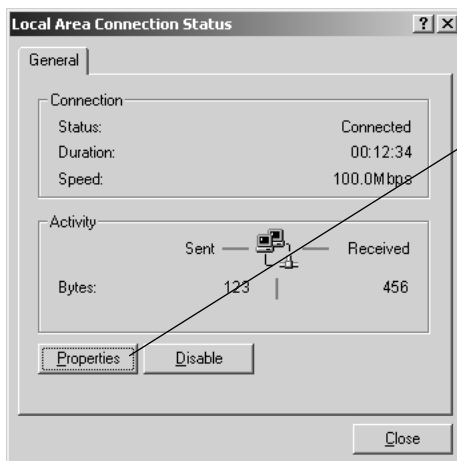 Local Area Connection Status
General
Connection
Status: Connected
Duration: 00:12:34
Speed: 100.0Mbps
Activity
Sent Received
Bytes: 123 456
Properties Disable
Close